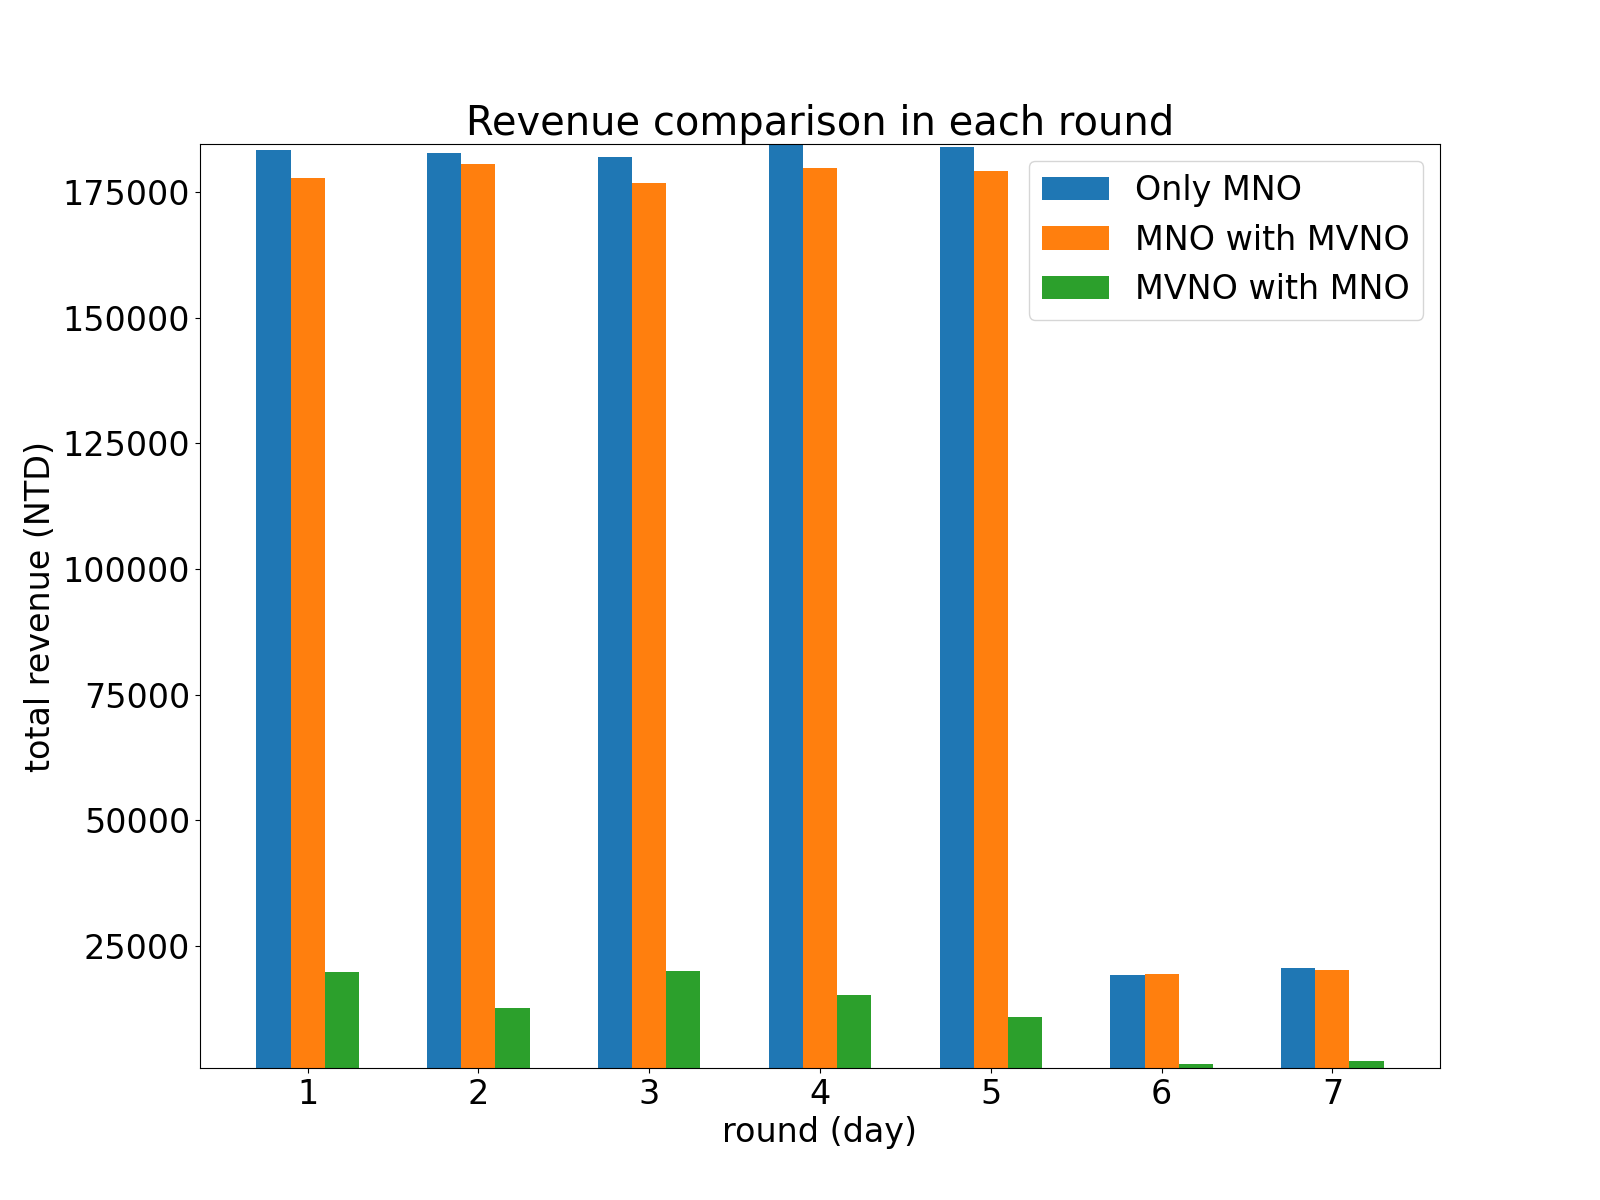 Revenue comparison in each round
Only MNO
MNO with MVNO
MVNO with MNO
total revenue (NTD)
175000
150000
125000
100000
75000
50000
25000
1 2 3 4 5 6 7
round (day)